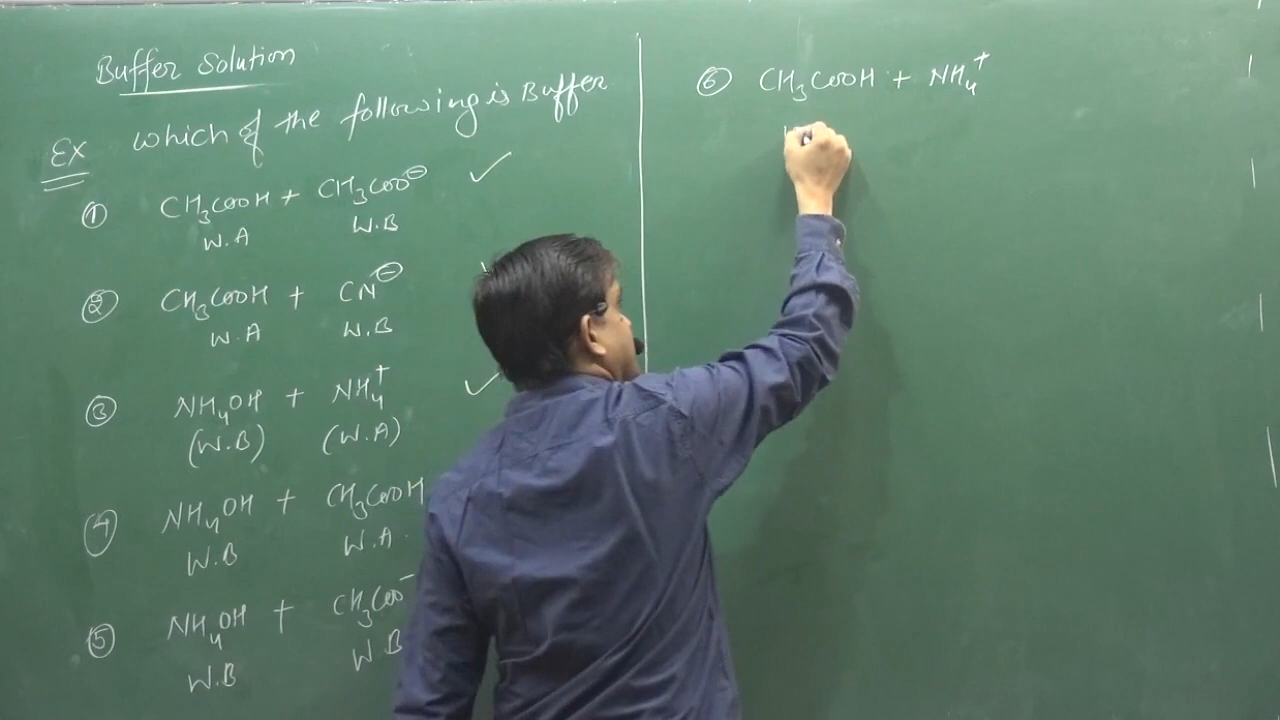 Buffer Solution
Ex which of the following is Buffer
① CH₃COOH + CH₃COO⊖ ✓
W.A W.B
② CH₃COOH + CN⊖
W.A W.B
③ NH₄OH + NH₄⁺ ✓
(W.B) (W.A)
④ NH₄OH + CH₃COOH
W.B W.A.
⑤ NH₄OH + CH₃COO⁻
W.B W.B
⑥ CH₃COOH + NH₄⁺